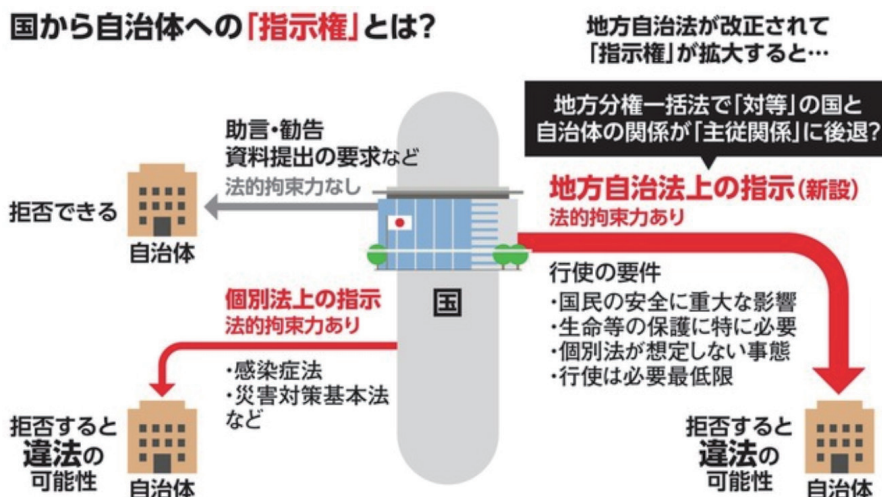 国から自治体への「指示権」とは?
地方自治法が改正されて
「指示権」が拡大すると…
地方分権一括法で「対等」の国と
自治体の関係が「主従関係」に後退?
助言・勧告
資料提出の要求など
法的拘束力なし
拒否できる
自治体
国
個別法上の指示
法的拘束力あり
・感染症法
・災害対策基本法
など
拒否すると
違法の
可能性
自治体
地方自治法上の指示(新設)
法的拘束力あり
行使の要件
・国民の安全に重大な影響
・生命等の保護に特に必要
・個別法が想定しない事態
・行使は必要最低限
拒否すると
違法の
可能性
自治体